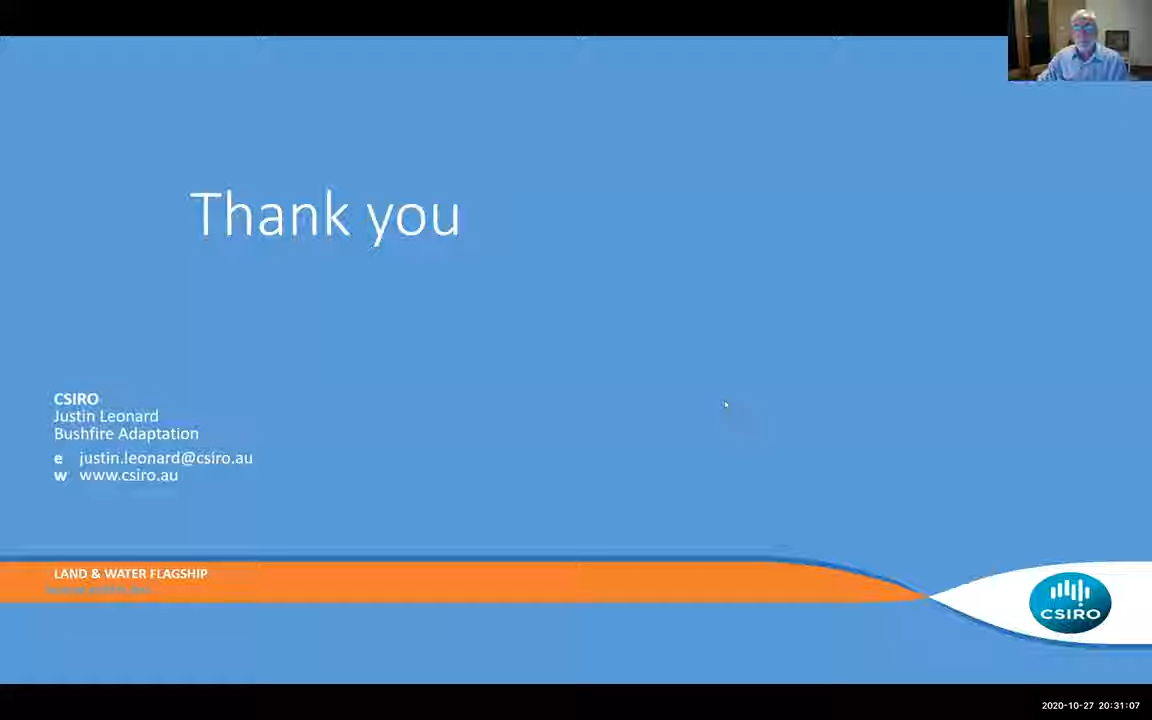 Thank you
CSIRO
Justin Leonard
Bushfire Adaptation
e justin.leonard@csiro.au
w www.csiro.au
LAND & WATER FLAGSHIP
CSIRO
2020-10-27 20:31:07